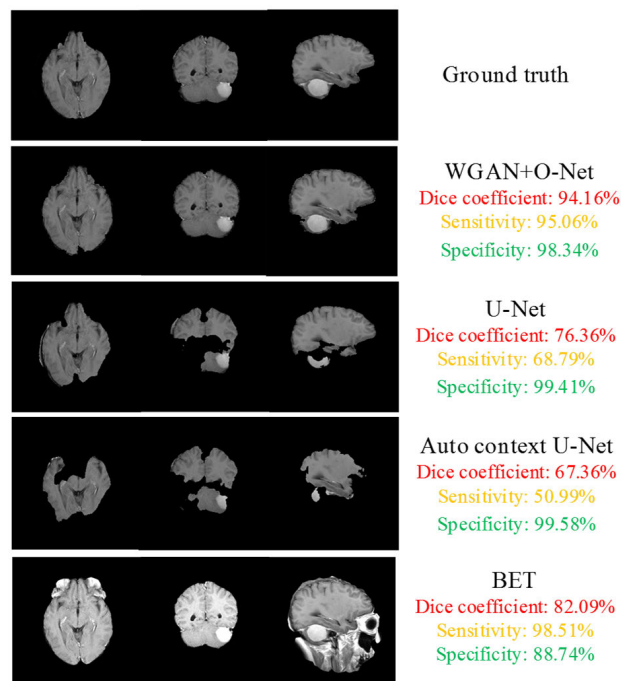 Ground truth
WGAN+O-Net
Dice coefficient: 94.16%
Sensitivity: 95.06%
Specificity: 98.34%
U-Net
Dice coefficient: 76.36%
Sensitivity: 68.79%
Specificity: 99.41%
Auto context U-Net
Dice coefficient: 67.36%
Sensitivity: 50.99%
Specificity: 99.58%
BET
Dice coefficient: 82.09%
Sensitivity: 98.51%
Specificity: 88.74%